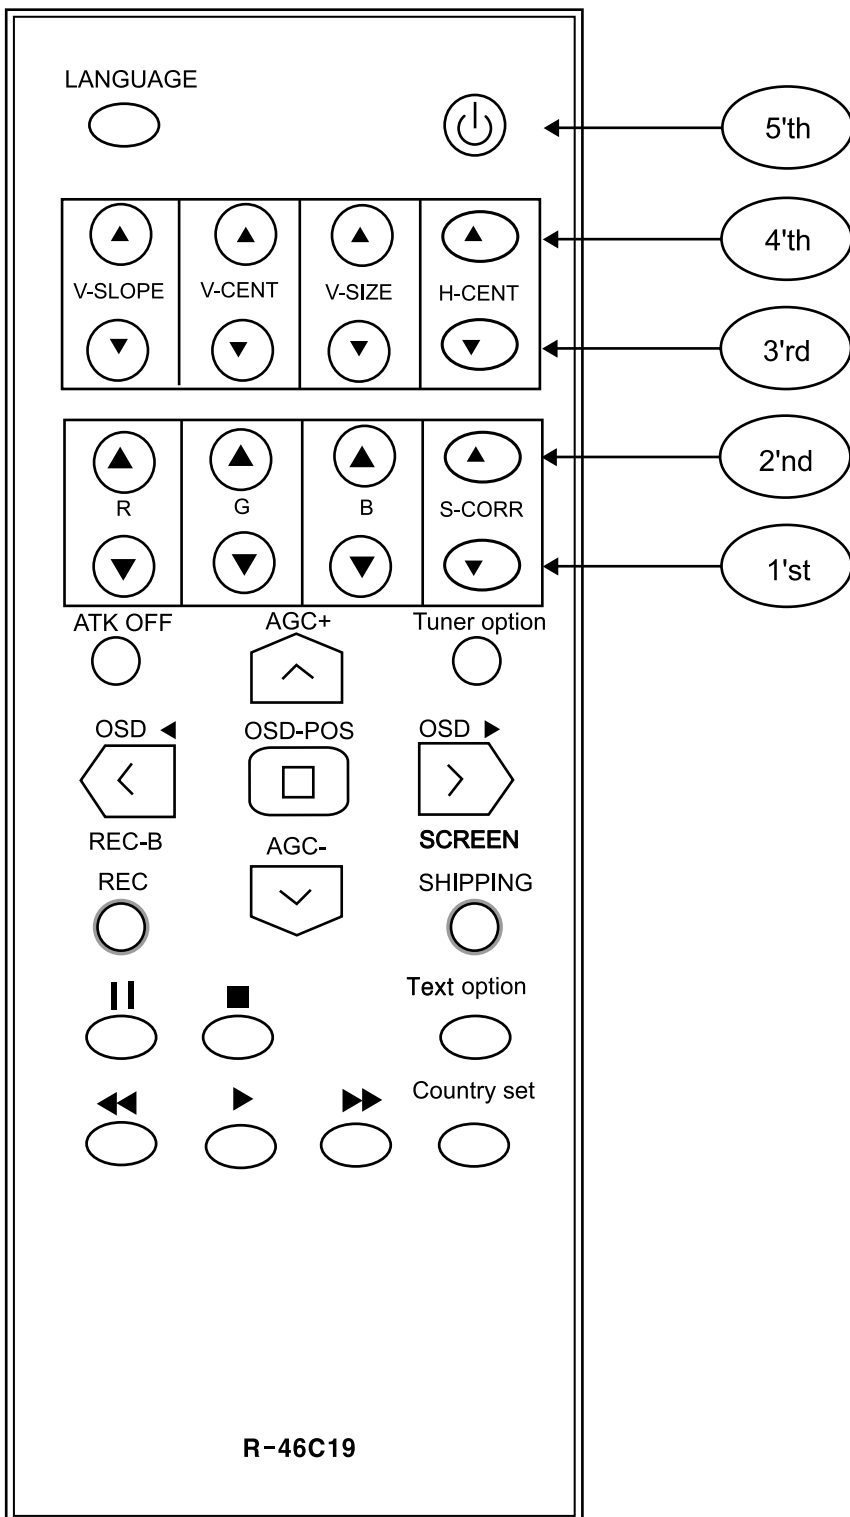 LANGUAGE
5'th
4'th
V-SLOPE V-CENT V-SIZE H-CENT
3'rd
2'nd
R G B S-CORR
1'st
ATK OFF AGC+ Tuner option
OSD ◀ OSD-POS OSD ▶
REC-B AGC- SCREEN
REC SHIPPING
Text option
Country set
R-46C19